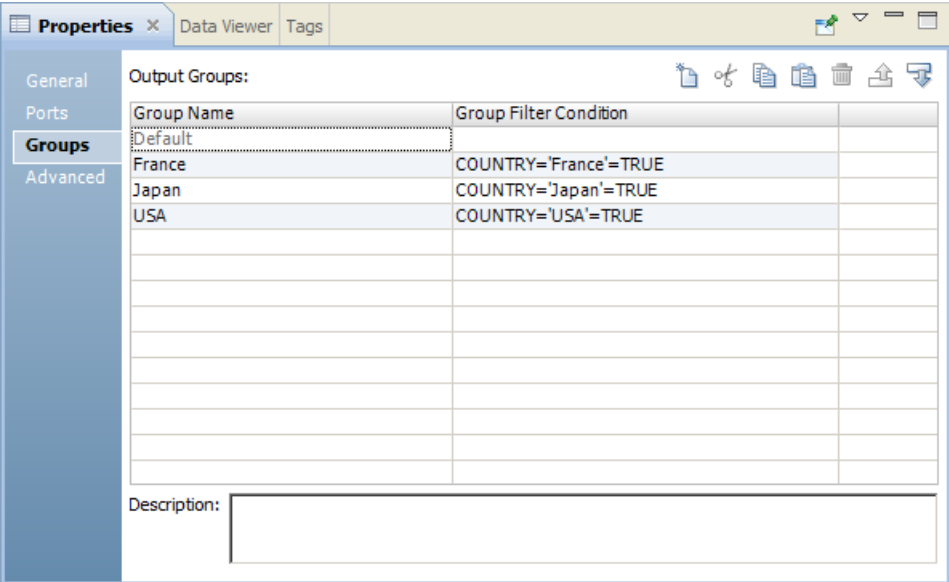 Properties Data Viewer Tags
General
Ports
Groups
Advanced
Output Groups:
Group Name Group Filter Condition
Default
France COUNTRY='France'=TRUE
Japan COUNTRY='Japan'=TRUE
USA COUNTRY='USA'=TRUE
Description: